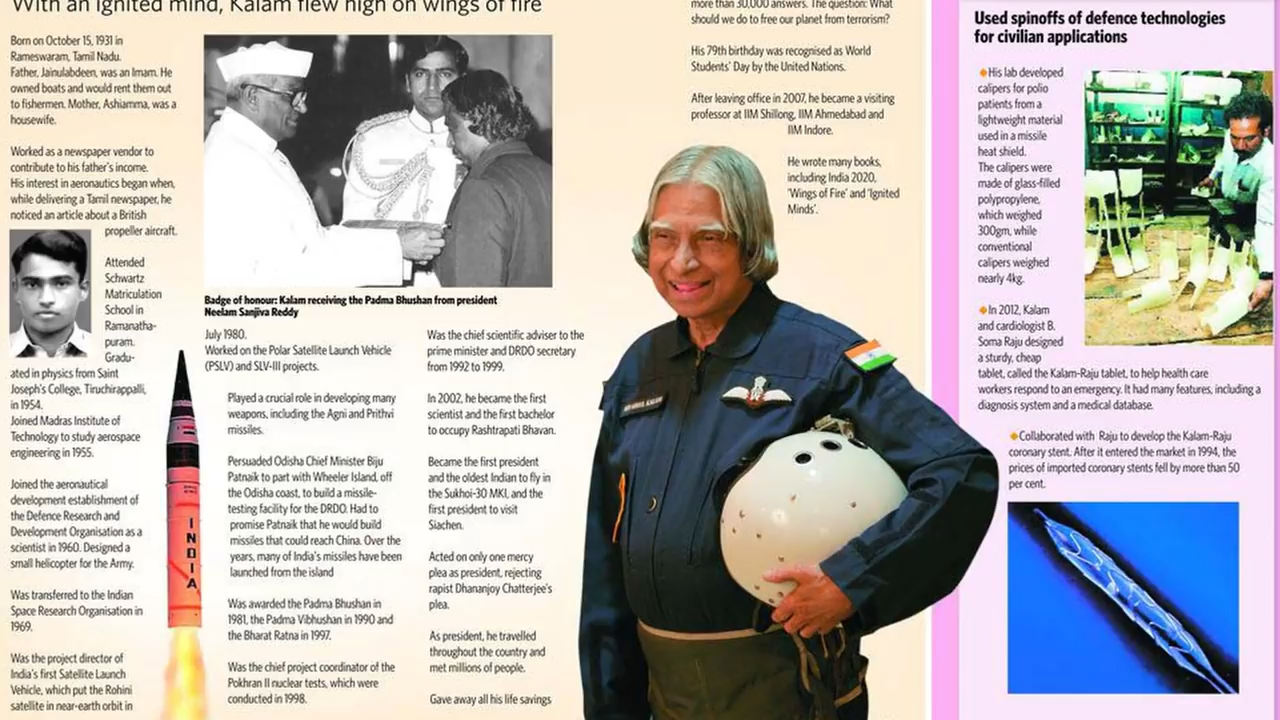 With an ignited mind, Kalam flew high on wings of fire
Born on October 15, 1931 in
Rameswaram, Tamil Nadu.
Father, Jainulabdeen, was an Imam. He
owned boats and would rent them out
to fishermen. Mother, Ashiamma, was a
housewife.
Worked as a newspaper vendor to
contribute to his father's income.
His interest in aeronautics began when,
while delivering a Tamil newspaper, he
noticed an article about a British
propeller aircraft.
Attended
Schwartz
Matriculation
School in
Ramanatha-
puram.
Gradu-
ated in physics from Saint
Joseph's College, Tiruchirappalli,
in 1954.
Joined Madras Institute of
Technology to study aerospace
engineering in 1955.
Joined the aeronautical
development establishment of
the Defence Research and
Development Organisation as a
scientist in 1960. Designed a
small helicopter for the Army.
Was transferred to the Indian
Space Research Organisation in
1969.
Was the project director of
India's first Satellite Launch
Vehicle, which put the Rohini
satellite in near-earth orbit in
INDIA
Badge of honour: Kalam receiving the Padma Bhushan from president
Neelam Sanjiva Reddy
July 1980.
Worked on the Polar Satellite Launch Vehicle
(PSLV) and SLV-III projects.
Played a crucial role in developing many
weapons, including the Agni and Prithvi
missiles.
Persuaded Odisha Chief Minister Biju
Patnaik to part with Wheeler Island, off
the Odisha coast, to build a missile-
testing facility for the DRDO. Had to
promise Patnaik that he would build
missiles that could reach China. Over the
years, many of India's missiles have been
launched from the island
Was awarded the Padma Bhushan in
1981, the Padma Vibhushan in 1990 and
the Bharat Ratna in 1997.
Was the chief project coordinator of the
Pokhran II nuclear tests, which were
conducted in 1998.
Was the chief scientific adviser to the
prime minister and DRDO secretary
from 1992 to 1999.
In 2002, he became the first
scientist and the first bachelor
to occupy Rashtrapati Bhavan.
Became the first president
and the oldest Indian to fly in
the Sukhoi-30 MKI, and the
first president to visit
Siachen.
Acted on only one mercy
plea as president, rejecting
rapist Dhananjoy Chatterjee's
plea.
As president, he travelled
throughout the country and
met millions of people.
Gave away all his life savings
more than 30,000 answers. The question: What
should we do to free our planet from terrorism?
His 79th birthday was recognised as World
Students' Day by the United Nations.
After leaving office in 2007, he became a visiting
professor at IIM Shillong, IIM Ahmedabad and
IIM Indore.
He wrote many books,
including India 2020,
'Wings of Fire' and 'Ignited
Minds'.
Used spinoffs of defence technologies
for civilian applications
His lab developed
calipers for polio
patients from a
lightweight material
used in a missile
heat shield.
The calipers were
made of glass-filled
polypropylene,
which weighed
300gm, while
conventional
calipers weighed
nearly 4kg.
In 2012, Kalam
and cardiologist B.
Soma Raju designed
a sturdy, cheap
tablet, called the Kalam-Raju tablet, to help health care
workers respond to an emergency. It had many features, including a
diagnosis system and a medical database.
Collaborated with Raju to develop the Kalam-Raju
coronary stent. After it entered the market in 1994, the
prices of imported coronary stents fell by more than 50
per cent.